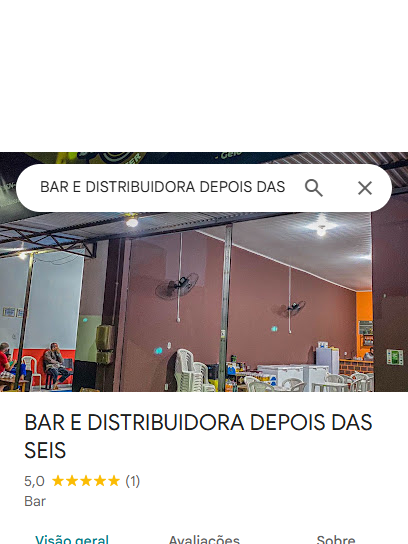 BAR E DISTRIBUIDORA DEPOIS DAS
BAR E DISTRIBUIDORA DEPOIS DAS
SEIS
5,0 ★★★★★ (1)
Bar
Visão geral Avaliações Sobre